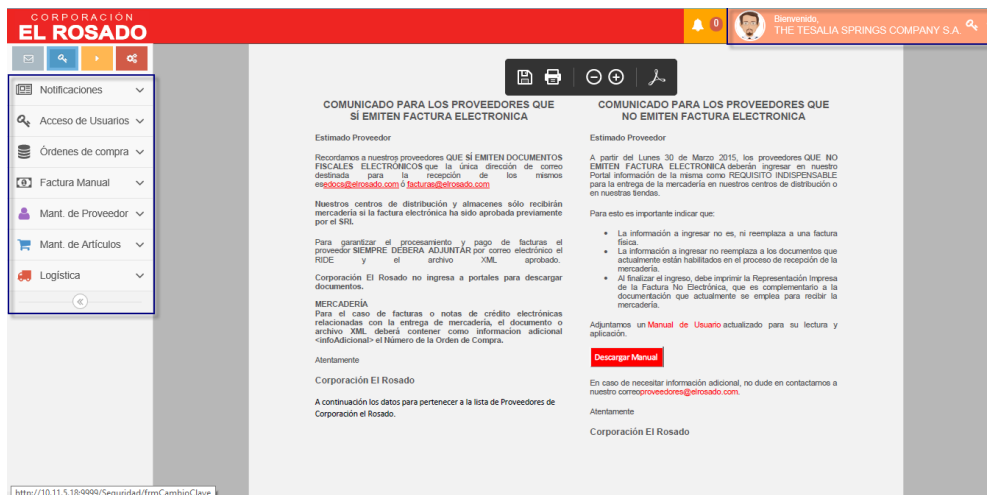 CORPORACIÓN
EL ROSADO
0
Bienvenido,
THE TESALIA SPRINGS COMPANY S.A.
Notificaciones
Acceso de Usuarios
Órdenes de compra
Factura Manual
Mant. de Proveedor
Mant. de Artículos
Logística
COMUNICADO PARA LOS PROVEEDORES QUE
SÍ EMITEN FACTURA ELECTRONICA
Estimado Proveedor
Recordamos a nuestros proveedores QUE SÍ EMITEN DOCUMENTOS
FISCALES ELECTRÓNICOS que la única dirección de correo
destinada para la recepción de los mismos
esedocs@elrosado.com ó facturas@elrosado.com
Nuestros centros de distribución y almacenes sólo recibirán
mercadería si la factura electrónica ha sido aprobada previamente
por el SRI.
Para garantizar el procesamiento y pago de facturas el
proveedor SIEMPRE DEBERA ADJUNTAR por correo electrónico el
RIDE y el archivo XML aprobado.
Corporación El Rosado no ingresa a portales para descargar
documentos.
MERCADERÍA
Para el caso de facturas o notas de crédito electrónicas
relacionadas con la entrega de mercadería, el documento o
archivo XML deberá contener como informacion adicional
<infoAdicional> el Número de la Orden de Compra.
Atentamente
Corporación El Rosado
A continuación los datos para pertenecer a la lista de Proveedores de
Corporación el Rosado.
COMUNICADO PARA LOS PROVEEDORES QUE
NO EMITEN FACTURA ELECTRONICA
Estimado Proveedor
A partir del Lunes 30 de Marzo 2015, los proveedores QUE NO
EMITEN FACTURA ELECTRONICA deberán ingresar en nuestro
Portal información de la misma como REQUISITO INDISPENSABLE
para la entrega de la mercadería en nuestros centros de distribución o
en nuestras tiendas.
Para esto es importante indicar que:
• La información a ingresar no es, ni reemplaza a una factura
física.
• La información a ingresar no reemplaza a los documentos que
actualmente están habilitados en el proceso de recepción de la
mercadería.
• Al finalizar el ingreso, debe imprimir la Representación Impresa
de la Factura No Electrónica, que es complementario a la
documentación que actualmente se emplea para recibir la
mercadería.
Adjuntamos un Manual de Usuario actualizado para su lectura y
aplicación.
Descargar Manual
En caso de necesitar información adicional, no dude en contactarnos a
nuestro correoproveedores@elrosado.com.
Atentamente
Corporación El Rosado
http://10.11.5.18:9999/Seguridad/frmCambioClave